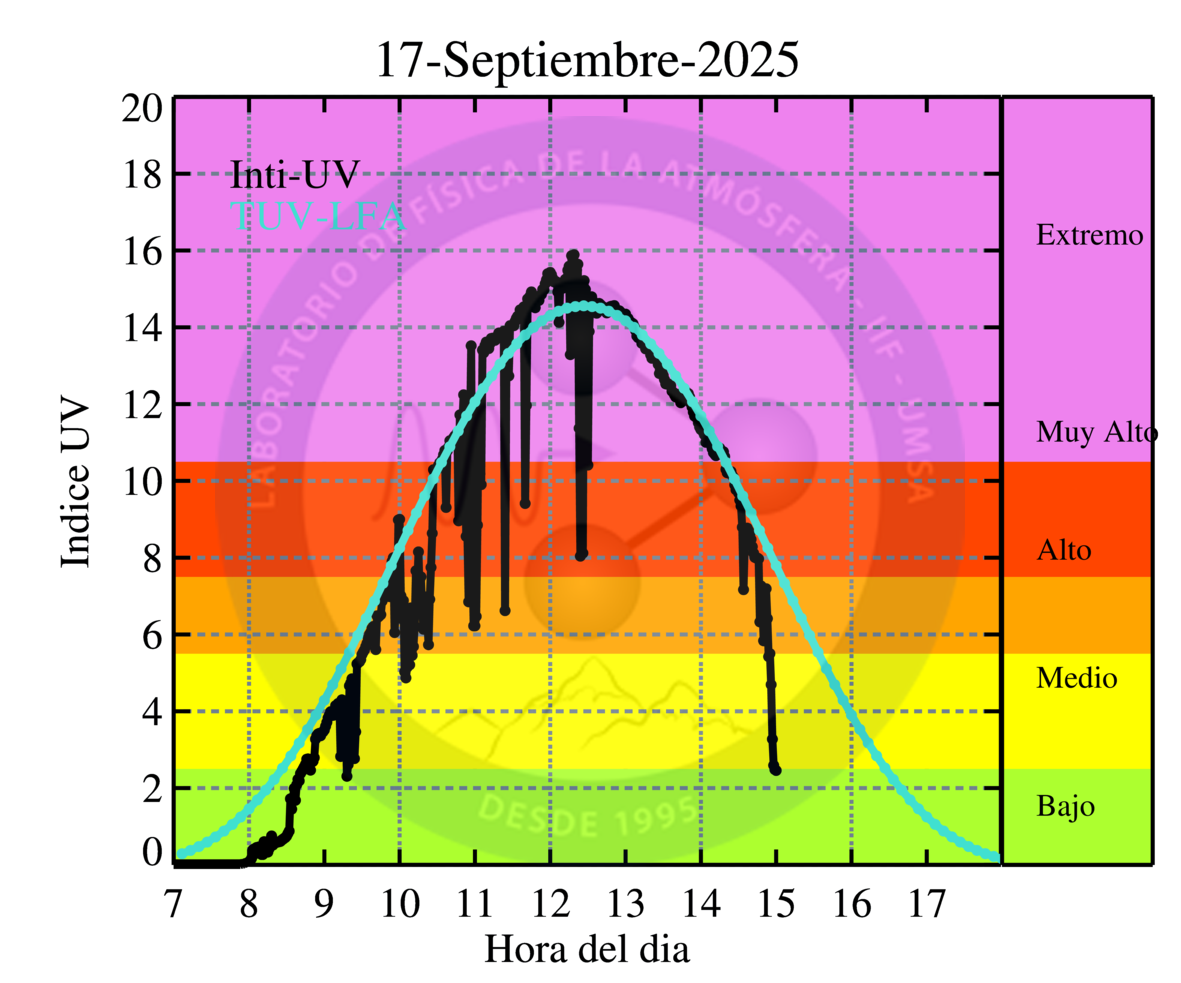 17-Septiembre-2025
20
18
16
14
12
10
8
6
4
2
0
Indice UV
Inti-UV
TUV-LFA
LABORATORIO DE FÍSICA DE LA ATMÓSFERA - IIF - UMSA
DESDE 1995
Extremo
Muy Alto
Alto
Medio
Bajo
7 8 9 10 11 12 13 14 15 16 17
Hora del dia